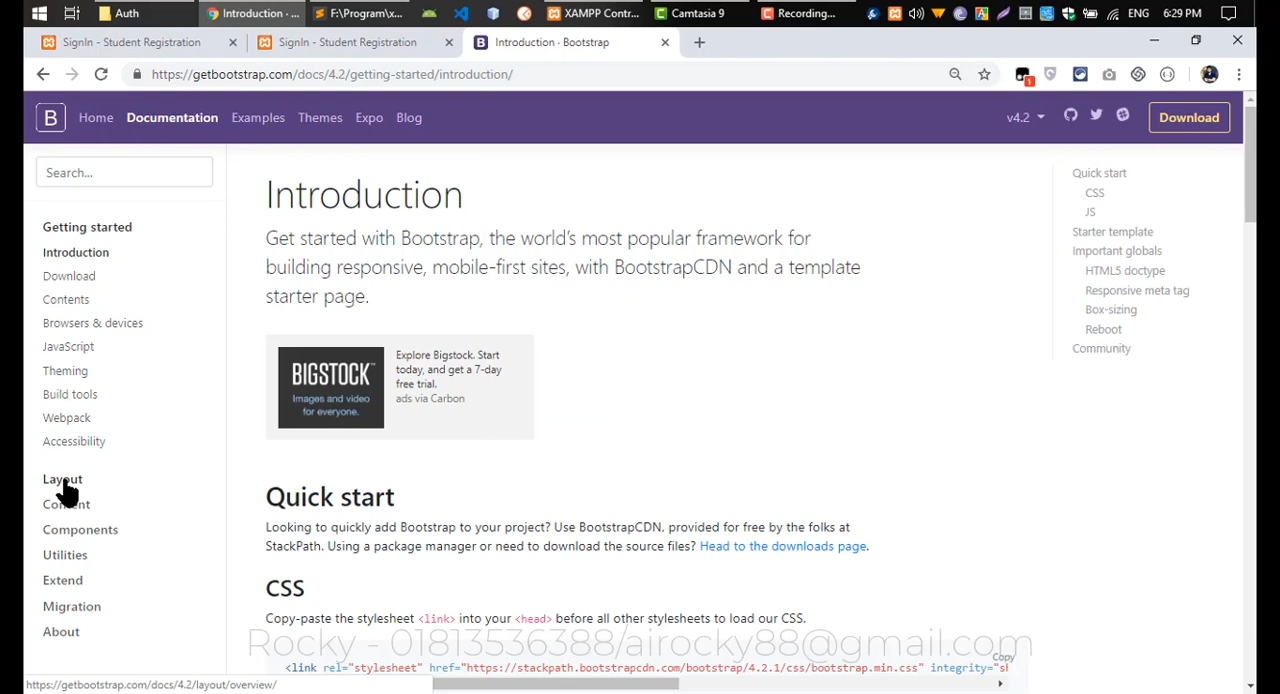 Auth
Introduction · ...
F:\Program\x...
XAMPP Contr...
Camtasia 9
Recording...
ENG
6:29 PM
SignIn - Student Registration
SignIn - Student Registration
Introduction · Bootstrap
https://getbootstrap.com/docs/4.2/getting-started/introduction/
1
B
Home
Documentation
Examples
Themes
Expo
Blog
v4.2
Download
Search...
Getting started
Introduction
Download
Contents
Browsers & devices
JavaScript
Theming
Build tools
Webpack
Accessibility
Layout
Content
Components
Utilities
Extend
Migration
About
Introduction
Get started with Bootstrap, the world's most popular framework for
building responsive, mobile-first sites, with BootstrapCDN and a template
starter page.
BIGSTOCK™
Images and video
for everyone.
Explore Bigstock. Start
today, and get a 7-day
free trial.
ads via Carbon
Quick start
Looking to quickly add Bootstrap to your project? Use BootstrapCDN, provided for free by the folks at
StackPath. Using a package manager or need to download the source files? Head to the downloads page.
CSS
Copy-paste the stylesheet <link> into your <head> before all other stylesheets to load our CSS.
Copy
<link rel="stylesheet" href="https://stackpath.bootstrapcdn.com/bootstrap/4.2.1/css/bootstrap.min.css" integrity="sl
Quick start
CSS
JS
Starter template
Important globals
HTML5 doctype
Responsive meta tag
Box-sizing
Reboot
Community
Rocky - 01813536388/airocky88@gmail.com
https://getbootstrap.com/docs/4.2/layout/overview/